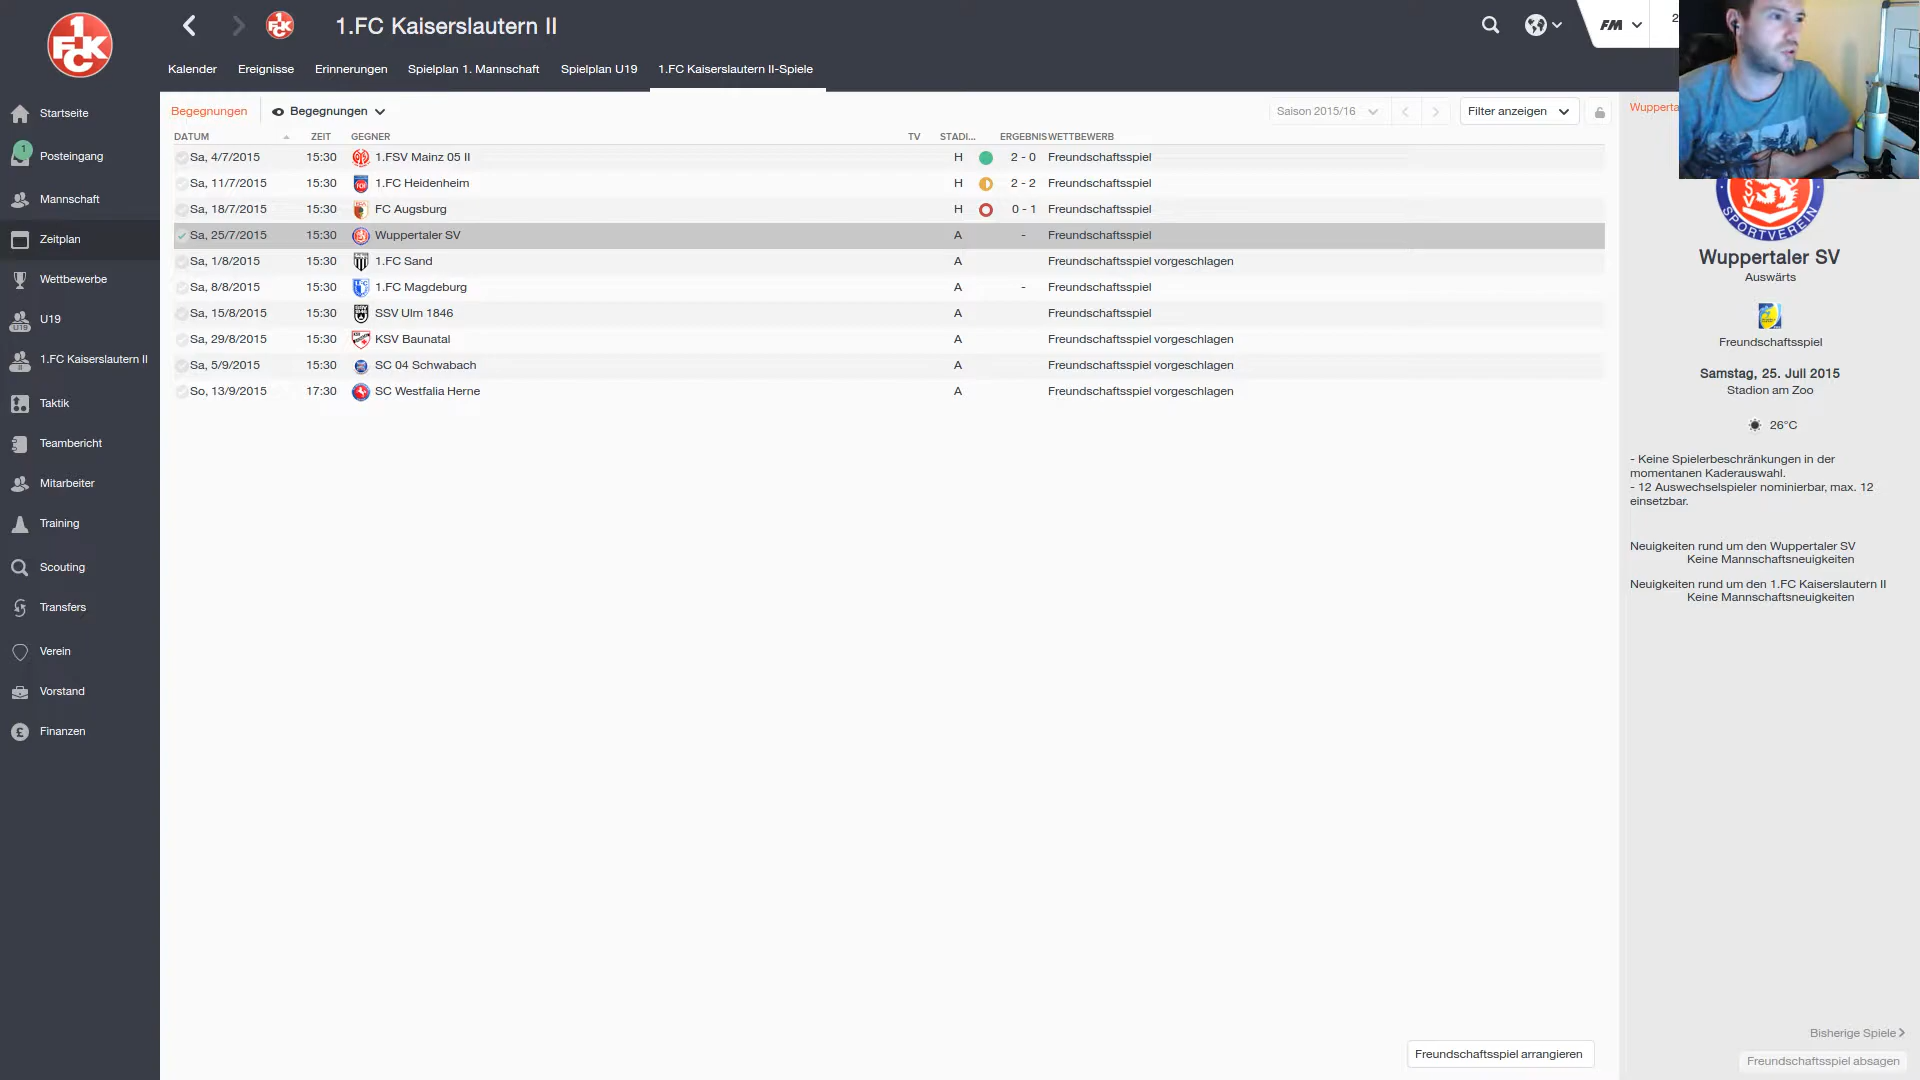 1.FC Kaiserslautern II
FM
2
Kalender Ereignisse Erinnerungen Spielplan 1. Mannschaft Spielplan U19 1.FC Kaiserslautern II-Spiele
Startseite
1
Posteingang
Mannschaft
Zeitplan
Wettbewerbe
U19
1.FC Kaiserslautern II
Taktik
Teambericht
Mitarbeiter
Training
Scouting
Transfers
Verein
Vorstand
Finanzen
Begegnungen Begegnungen Saison 2015/16 Filter anzeigen
DATUM ZEIT GEGNER TV STADI... ERGEBNIS WETTBEWERB
Sa, 4/7/2015 15:30 1.FSV Mainz 05 II H 2 - 0 Freundschaftsspiel
Sa, 11/7/2015 15:30 1.FC Heidenheim H 2 - 2 Freundschaftsspiel
Sa, 18/7/2015 15:30 FC Augsburg H 0 - 1 Freundschaftsspiel
Sa, 25/7/2015 15:30 Wuppertaler SV A - Freundschaftsspiel
Sa, 1/8/2015 15:30 1.FC Sand A Freundschaftsspiel vorgeschlagen
Sa, 8/8/2015 15:30 1.FC Magdeburg A - Freundschaftsspiel
Sa, 15/8/2015 15:30 SSV Ulm 1846 A Freundschaftsspiel
Sa, 29/8/2015 15:30 KSV Baunatal A Freundschaftsspiel vorgeschlagen
Sa, 5/9/2015 15:30 SC 04 Schwabach A Freundschaftsspiel vorgeschlagen
So, 13/9/2015 17:30 SC Westfalia Herne A Freundschaftsspiel vorgeschlagen
Freundschaftsspiel arrangieren
Wupperta
SV
SPORTVEREIN
Wuppertaler SV
Auswärts
Freundschaftsspiel
Samstag, 25. Juli 2015
Stadion am Zoo
26°C
- Keine Spielerbeschränkungen in der
momentanen Kaderauswahl.
- 12 Auswechselspieler nominierbar, max. 12
einsetzbar.
Neuigkeiten rund um den Wuppertaler SV
Keine Mannschaftsneuigkeiten
Neuigkeiten rund um den 1.FC Kaiserslautern II
Keine Mannschaftsneuigkeiten
Bisherige Spiele
Freundschaftsspiel absagen